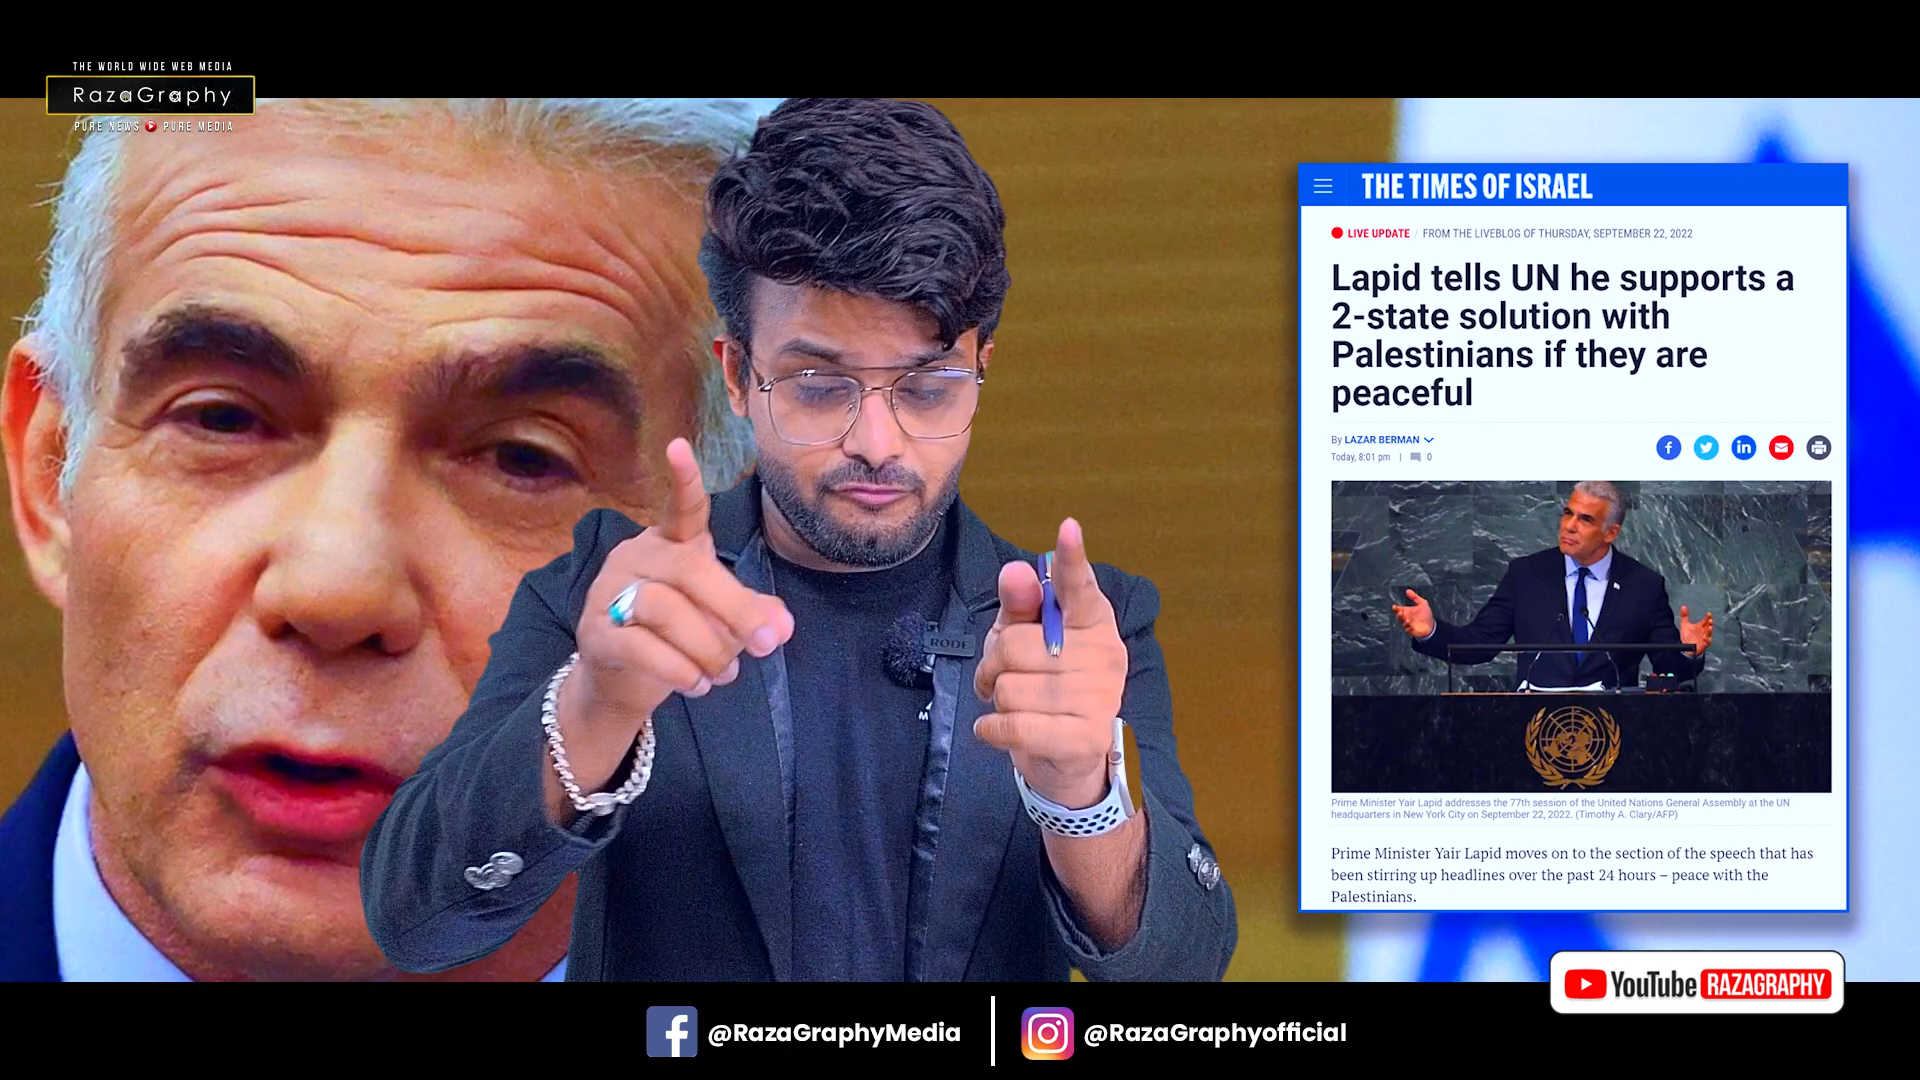 THE WORLD WIDE WEB MEDIA
RazaGraphy
PURE NEWS PURE MEDIA
THE TIMES OF ISRAEL
LIVE UPDATE / FROM THE LIVEBLOG OF THURSDAY, SEPTEMBER 22, 2022
Lapid tells UN he supports a
2-state solution with
Palestinians if they are
peaceful
By LAZAR BERMAN
Today, 8:01 pm | 0
Prime Minister Yair Lapid addresses the 77th session of the United Nations General Assembly at the UN
headquarters in New York City on September 22, 2022. (Timothy A. Clary/AFP)
Prime Minister Yair Lapid moves on to the section of the speech that has
been stirring up headlines over the past 24 hours – peace with the
Palestinians.
RODE
M
YouTube RAZAGRAPHY
@RazaGraphyMedia
@RazaGraphyofficial